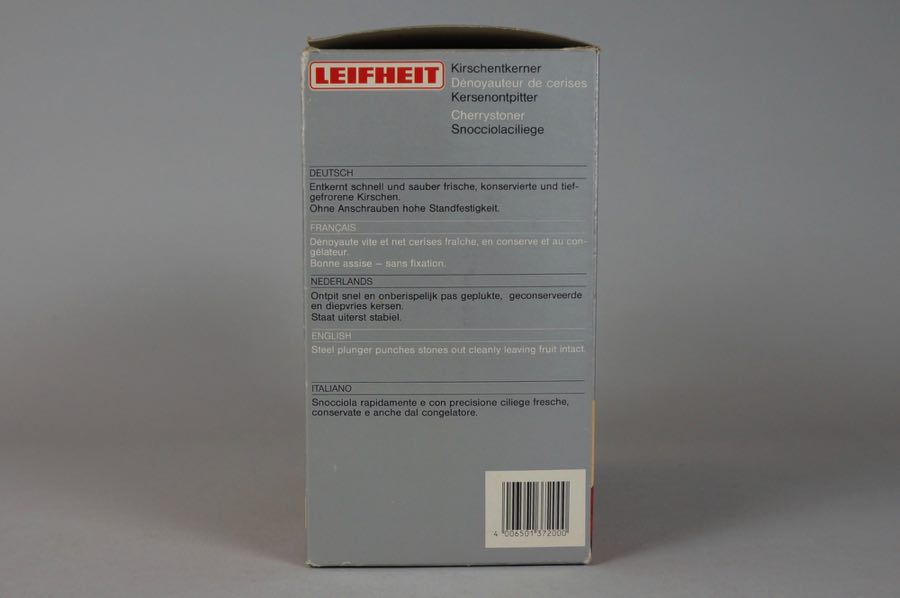 LEIFHEIT
Kirschentkerner
Dénoyauteur de cerises
Kersenontpitter
Cherrystoner
Snocciolaciliege
DEUTSCH
Entkernt schnell und sauber frische, konservierte und tief-
gefrorene Kirschen.
Ohne Anschrauben hohe Standfestigkeit.
FRANÇAIS
Dénoyaute vite et net cerises fraîche, en conserve et au con-
gélateur.
Bonne assise – sans fixation.
NEDERLANDS
Ontpit snel en onberispelijk pas geplukte, geconserveerde
en diepvries kersen.
Staat uiterst stabiel.
ENGLISH
Steel plunger punches stones out cleanly leaving fruit intact.
ITALIANO
Snocciola rapidamente e con precisione ciliege fresche,
conservate e anche dal congelatore.
4 006501 372000